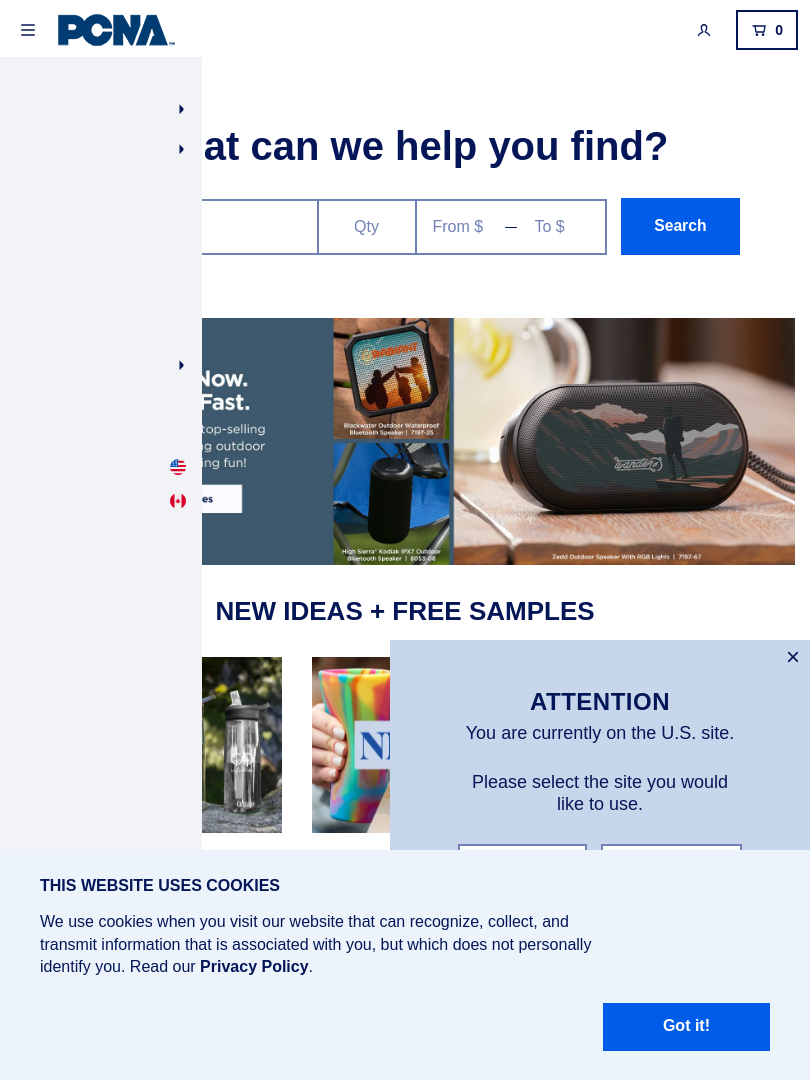 PCNA
0
at can we help you find?
Qty
From $ — To $
Search
Now.
Fast.
top-selling
ng outdoor
ing fun!
es
RADIANT
Blackwater Outdoor Waterproof
Bluetooth Speaker | 7197-25
High Sierra® Kodiak IPX7 Outdoor
Bluetooth Speaker | 8053-08
wander
Zedd Outdoor Speaker With RGB Lights | 7197-67
NEW IDEAS + FREE SAMPLES
ATTENTION
You are currently on the U.S. site.
Please select the site you would
like to use.
THIS WEBSITE USES COOKIES
We use cookies when you visit our website that can recognize, collect, and
transmit information that is associated with you, but which does not personally
identify you. Read our Privacy Policy.
Got it!